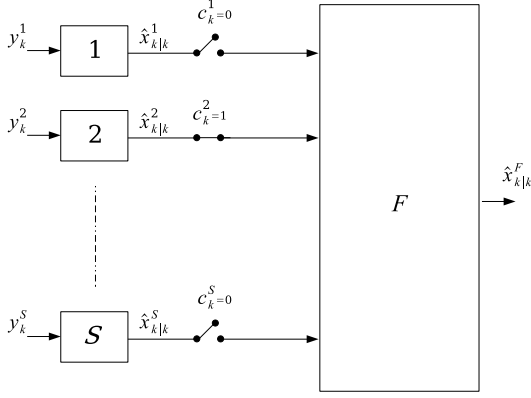 y_k^1 1 x̂_{k|k}^1 c_k^1=0
y_k^2 2 x̂_{k|k}^2 c_k^2=1
F x̂_{k|k}^F
y_k^S S x̂_{k|k}^S c_k^S=0